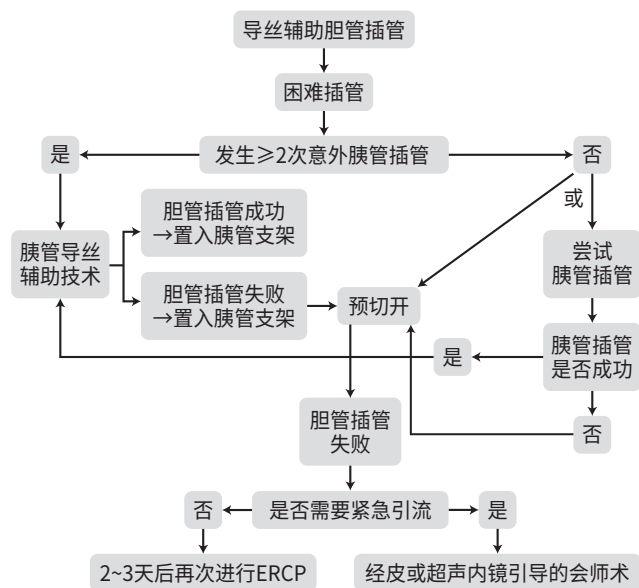 导丝辅助胆管插管
困难插管
是
发生≥2次意外胰管插管
否
或
胆管插管成功
→置入胰管支架
胰管导丝
辅助技术
尝试
胰管插管
胆管插管失败
→置入胰管支架
预切开
胰管插管
是否成功
是
胆管插管
失败
否
否
是否需要紧急引流
是
2~3天后再次进行ERCP
经皮或超声内镜引导的会师术